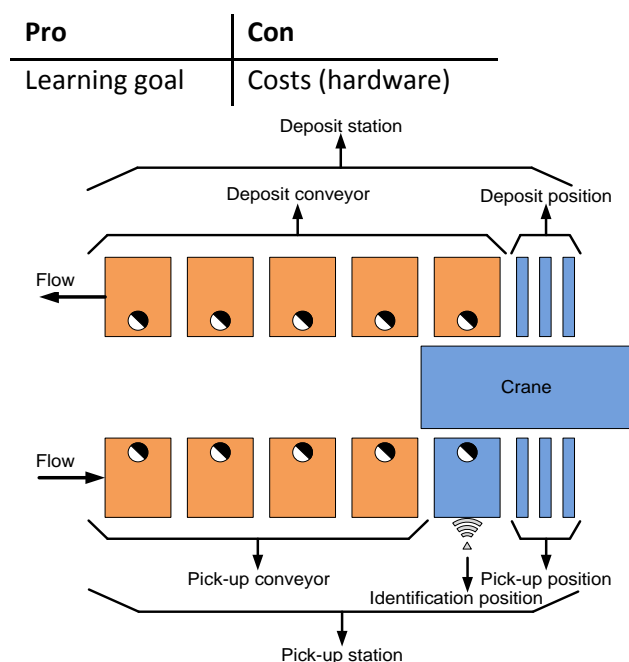 Pro Con
Learning goal Costs (hardware)
Deposit station
Deposit conveyor Deposit position
Flow
Crane
Flow
Pick-up conveyor Pick-up position
Identification position
Pick-up station